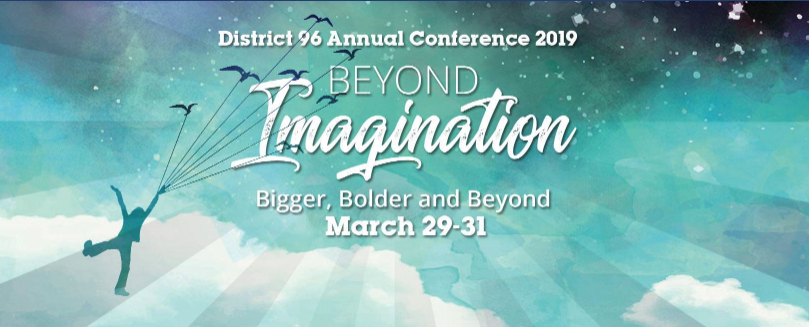 District 96 Annual Conference 2019
BEYOND
Imagination
Bigger, Bolder and Beyond
March 29-31